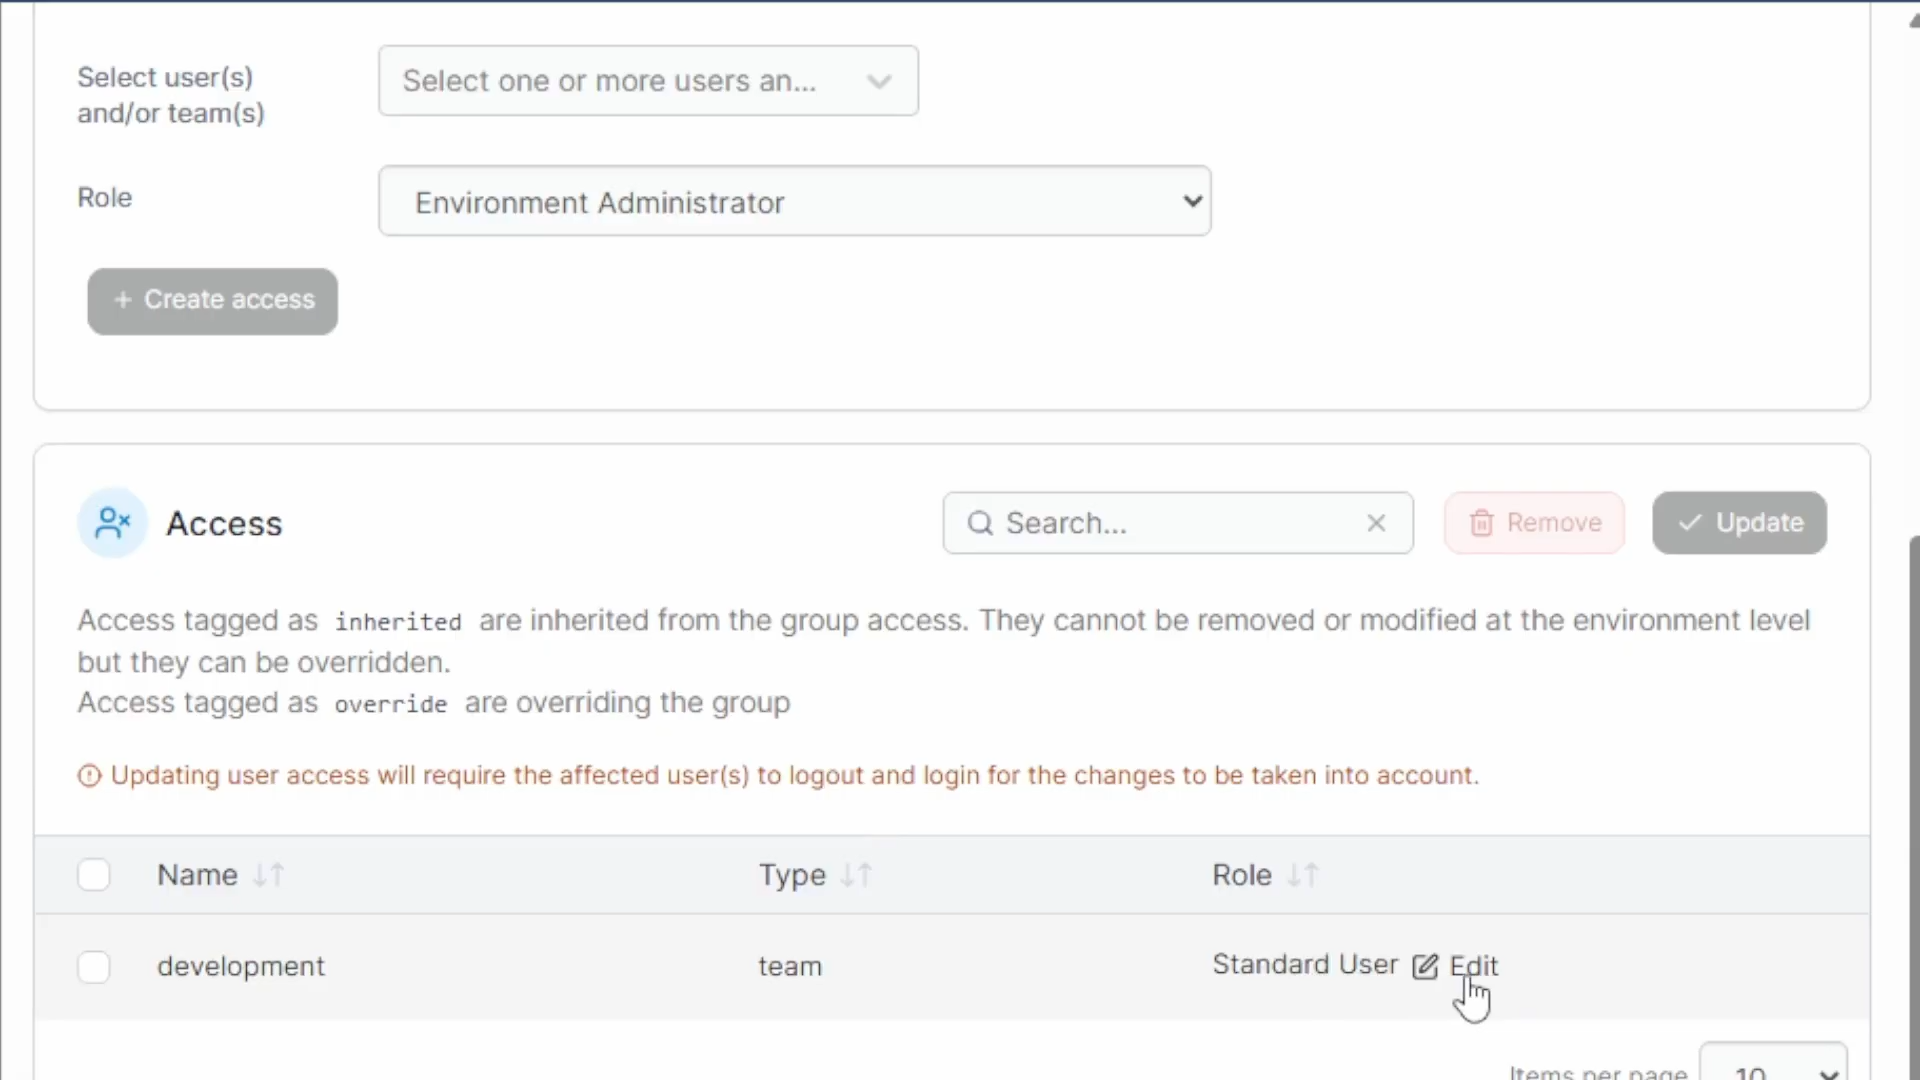 Select user(s)
and/or team(s)
Select one or more users an...
Role
Environment Administrator
+ Create access
Access
Search...
Remove
Update
Access tagged as inherited are inherited from the group access. They cannot be removed or modified at the environment level
but they can be overridden.
Access tagged as override are overriding the group
Updating user access will require the affected user(s) to logout and login for the changes to be taken into account.
Name Type Role
development team Standard User Edit
Items per page 10